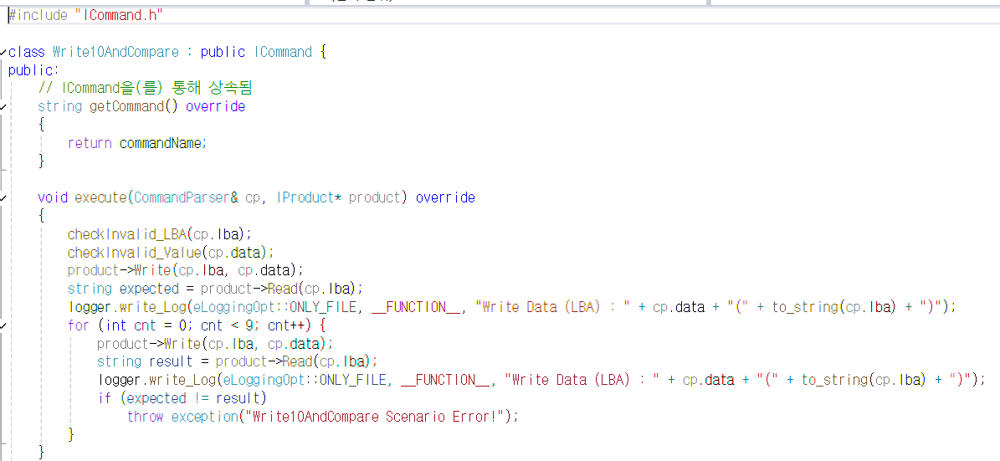 #include "ICommand.h"
class Write10AndCompare : public ICommand {
public:
// ICommand을(를) 통해 상속됨
string getCommand() override
{
return commandName;
}
void execute(CommandParser& cp, IProduct* product) override
{
checkInvalid_LBA(cp.lba);
checkInvalid_Value(cp.data);
product->Write(cp.lba, cp.data);
string expected = product->Read(cp.lba);
logger.write_Log(eLoggingOpt::ONLY_FILE, __FUNCTION__, "Write Data (LBA) : " + cp.data + "(" + to_string(cp.lba) + ")");
for (int cnt = 0; cnt < 9; cnt++) {
product->Write(cp.lba, cp.data);
string result = product->Read(cp.lba);
logger.write_Log(eLoggingOpt::ONLY_FILE, __FUNCTION__, "Write Data (LBA) : " + cp.data + "(" + to_string(cp.lba) + ")");
if (expected != result)
throw exception("Write10AndCompare Scenario Error!");
}
}